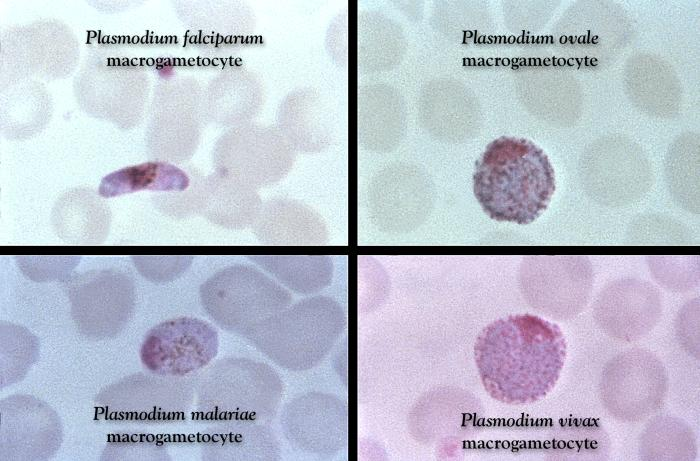 Plasmodium falciparum
macrogametocyte
Plasmodium ovale
macrogametocyte
Plasmodium malariae
macrogametocyte
Plasmodium vivax
macrogametocyte